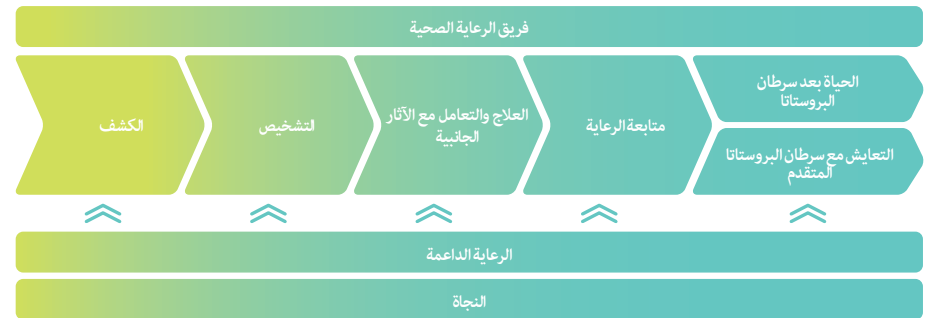 فريق الرعاية الصحية
الكشف
التشخيص
العلاج والتعامل مع الآثار
الجانبية
متابعة الرعاية
الحياة بعد سرطان
البروستاتا
التعايش مع سرطان البروستاتا
المتقدم
الرعاية الداعمة
النجاة